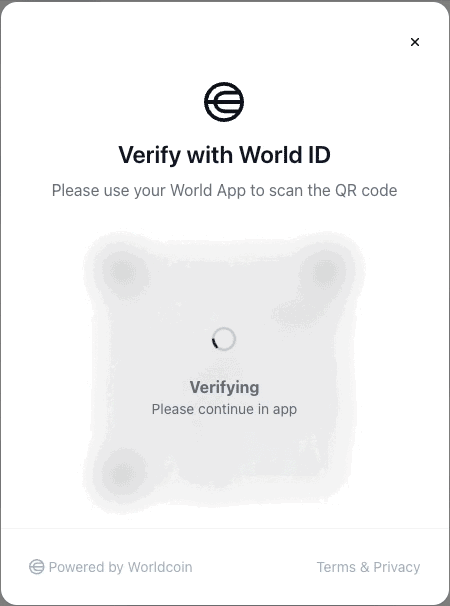 Verify with World ID
Please use your World App to scan the QR code
Verifying
Please continue in app
Powered by Worldcoin
Terms & Privacy